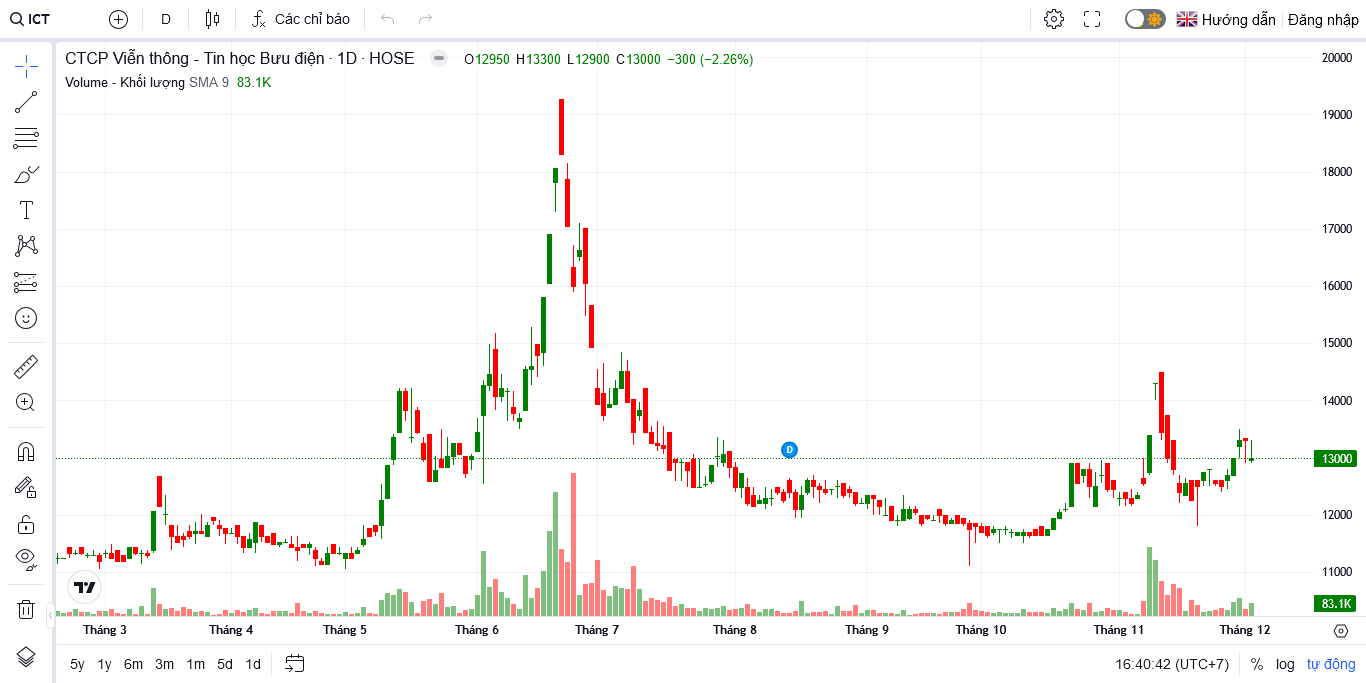 ICT D Các chỉ báo Hướng dẫn Đăng nhập
CTCP Viễn thông - Tin học Bưu điện · 1D · HOSE O12950 H13300 L12900 C13000 −300 (−2.26%)
Volume - Khối lượng SMA 9 83.1K
20000
19000
18000
17000
16000
15000
14000
D
13000
12000
11000
83.1K
Tháng 3 Tháng 4 Tháng 5 Tháng 6 Tháng 7 Tháng 8 Tháng 9 Tháng 10 Tháng 11 Tháng 12
5y 1y 6m 3m 1m 5d 1d 16:40:42 (UTC+7) % log tự động